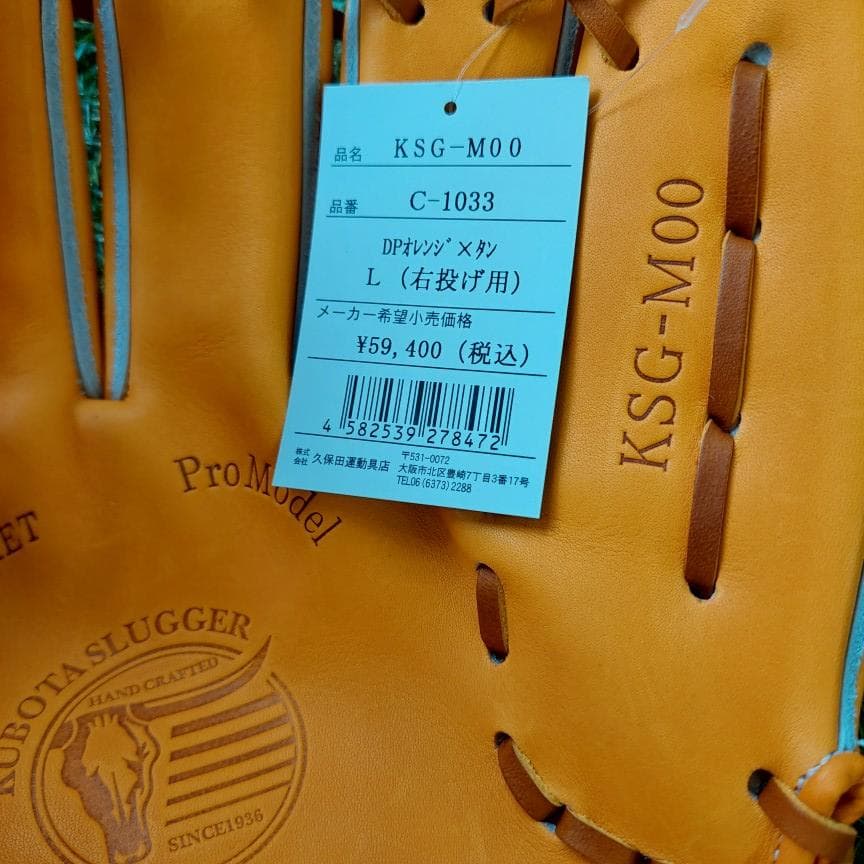 品名 KSG-M00
品番 C-1033
DPオレンジ×タン
L (右投げ用)
メーカー希望小売価格
¥59,400 (税込)
4 582539 278472
株式会社 久保田運動具店
〒531-0072
大阪市北区豊崎7丁目3番17号
TEL06(6373)2288
KSG-M00
Pro Model
KUBOTA SLUGGER
HAND CRAFTED
SINCE1936